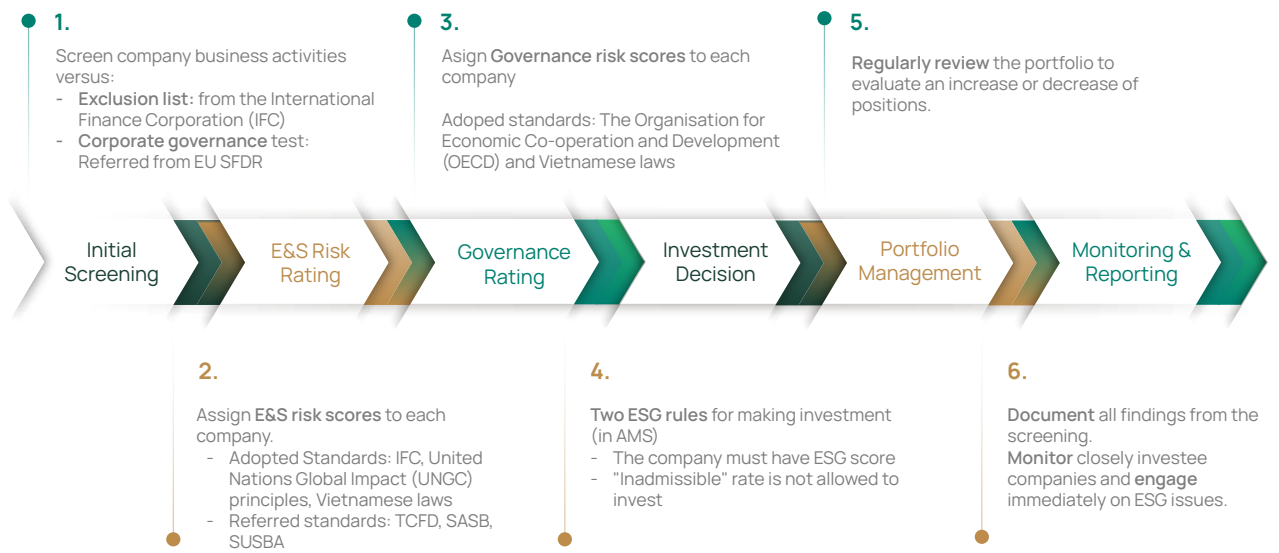 1.
Screen company business activities
versus:
- Exclusion list: from the International
Finance Corporation (IFC)
- Corporate governance test:
Referred from EU SFDR
3.
Asign Governance risk scores to each
company
Adoped standards: The Organisation for
Economic Co-operation and Development
(OECD) and Vietnamese laws
5.
Regularly review the portfolio to
evaluate an increase or decrease of
positions.
Initial
Screening
E&S Risk
Rating
Governance
Rating
Investment
Decision
Portfolio
Management
Monitoring &
Reporting
2.
Assign E&S risk scores to each
company.
- Adopted Standards: IFC, United
Nations Global Impact (UNGC)
principles, Vietnamese laws
- Referred standards: TCFD, SASB,
SUSBA
4.
Two ESG rules for making investment
(in AMS)
- The company must have ESG score
- "Inadmissible" rate is not allowed to
invest
6.
Document all findings from the
screening.
Monitor closely investee
companies and engage
immediately on ESG issues.